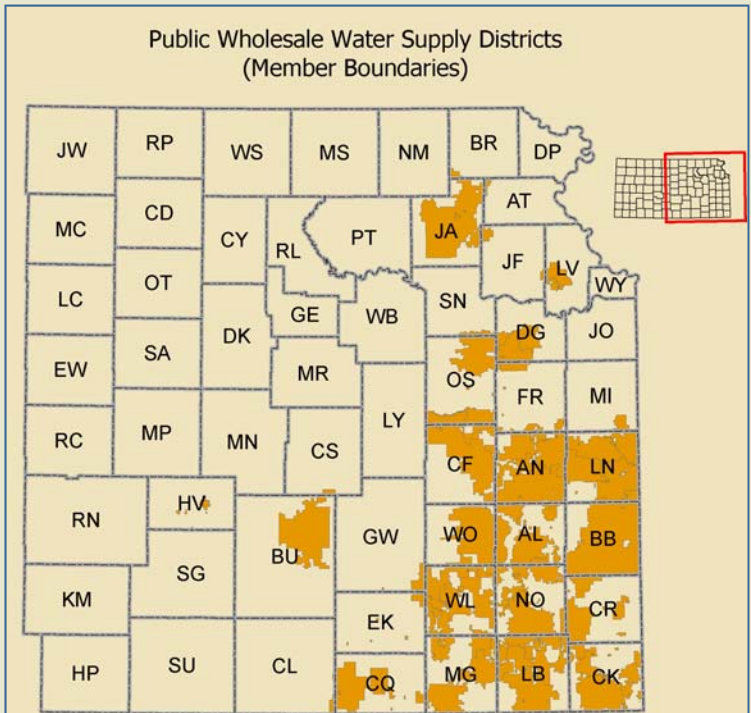 Public Wholesale Water Supply Districts
(Member Boundaries)
JW RP WS MS NM BR DP
MC CD CY RL PT JA AT
LC OT GE WB SN JF LV WY
EW SA DK MR OS DG JO
RC MP MN CS LY FR MI
CF AN LN
RN HV BU GW WO AL BB
KM SG EK WL NO CR
HP SU CL CQ MG LB CK